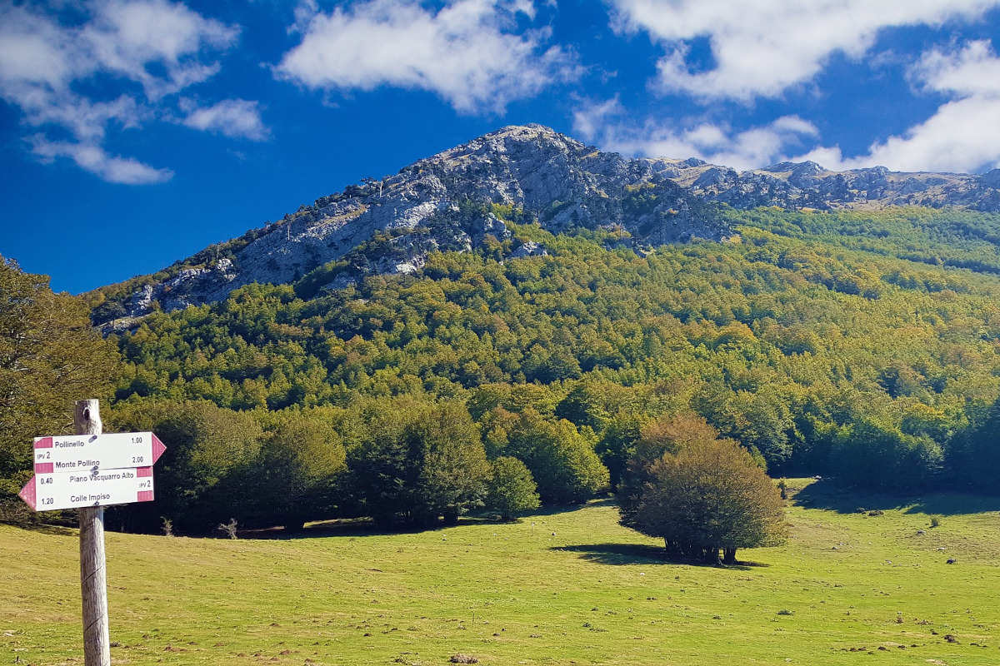 Pollinello 1.00
IPV 2
Monte Pollino 2.00
0.40 Piano Vacquarro Alto
IPV 2
1.20 Colle Impiso